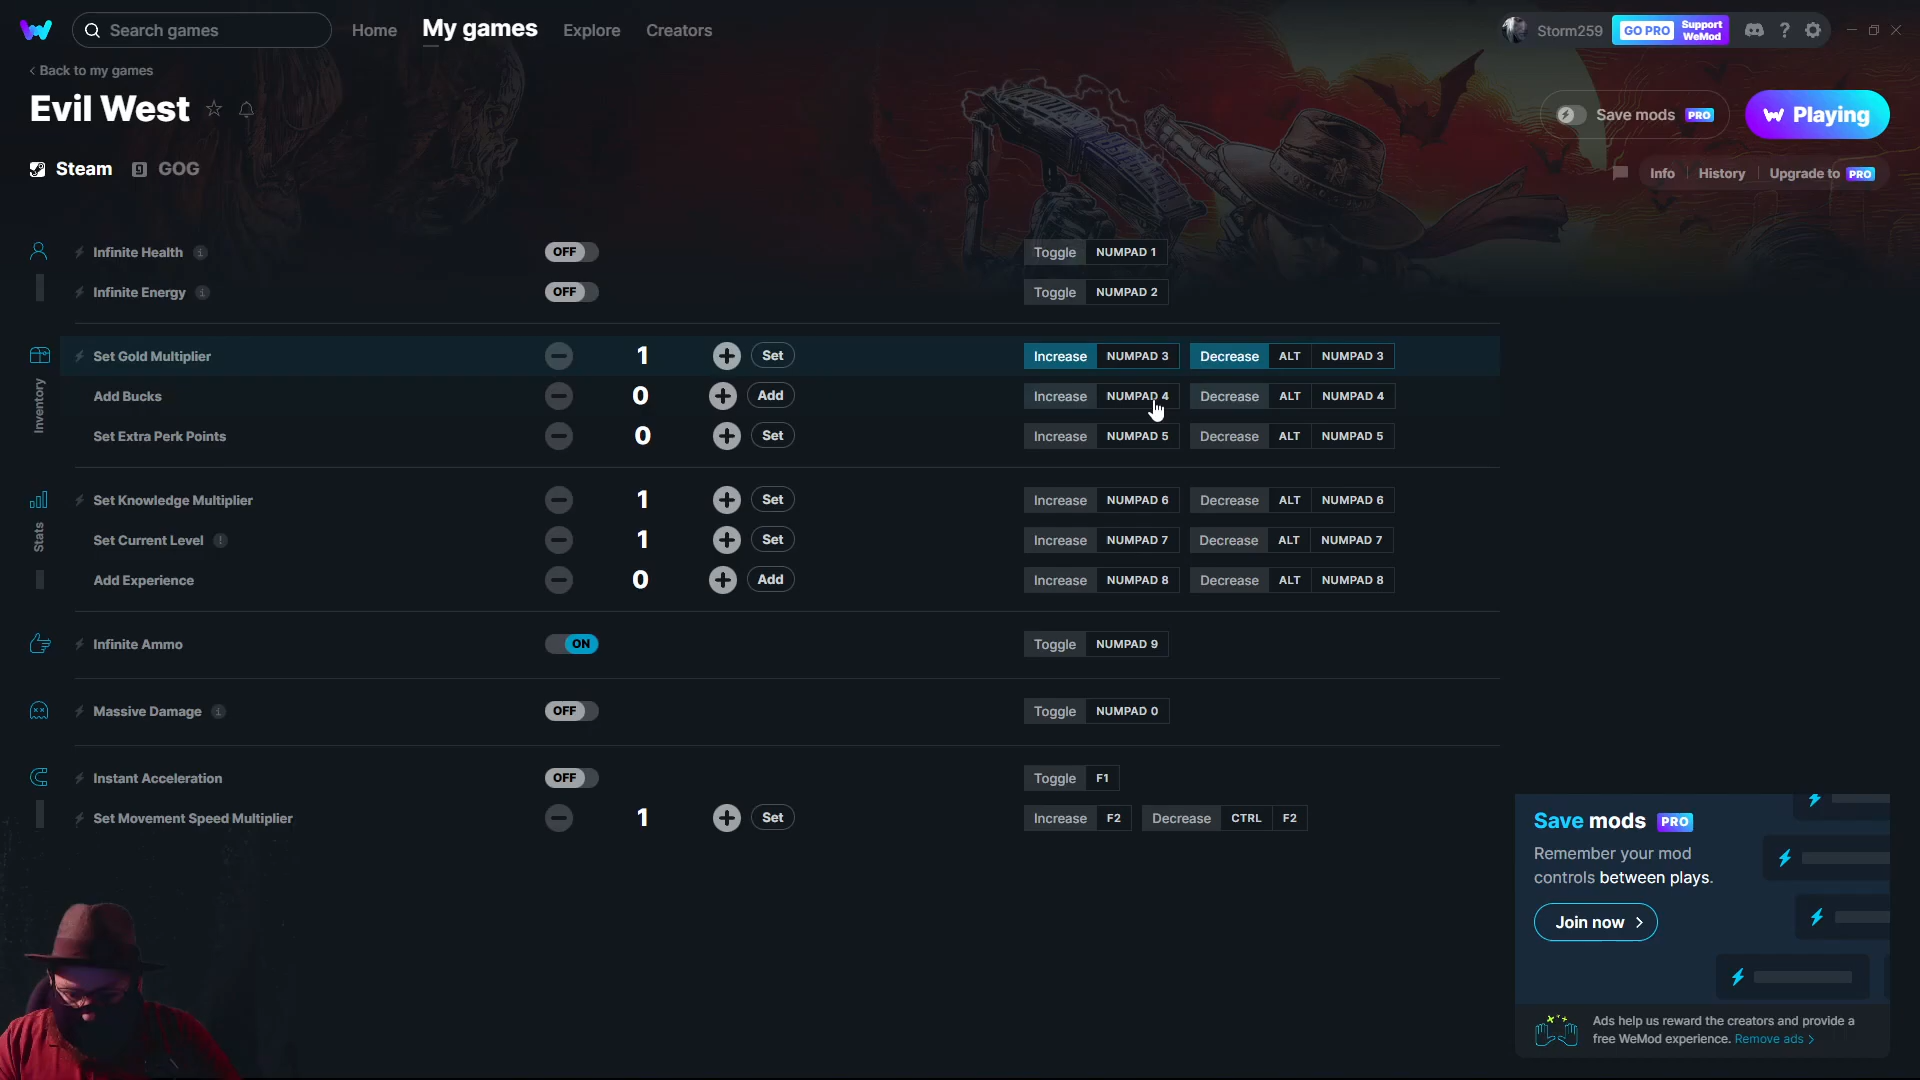 Search games
Home
My games
Explore
Creators
Storm259
GO PRO
Support WeMod
?
Back to my games
Evil West
Save mods PRO
Playing
Steam
GOG
Info
History
Upgrade to PRO
Infinite Health
OFF
Toggle NUMPAD 1
Infinite Energy
OFF
Toggle NUMPAD 2
Inventory
Set Gold Multiplier
1
Set
Increase NUMPAD 3
Decrease ALT NUMPAD 3
Add Bucks
0
Add
Increase NUMPAD 4
Decrease ALT NUMPAD 4
Set Extra Perk Points
0
Set
Increase NUMPAD 5
Decrease ALT NUMPAD 5
Stats
Set Knowledge Multiplier
1
Set
Increase NUMPAD 6
Decrease ALT NUMPAD 6
Set Current Level
1
Set
Increase NUMPAD 7
Decrease ALT NUMPAD 7
Add Experience
0
Add
Increase NUMPAD 8
Decrease ALT NUMPAD 8
Infinite Ammo
ON
Toggle NUMPAD 9
Massive Damage
OFF
Toggle NUMPAD 0
Instant Acceleration
OFF
Toggle F1
Set Movement Speed Multiplier
1
Set
Increase F2
Decrease CTRL F2
Save mods PRO
Remember your mod
controls between plays.
Join now
Ads help us reward the creators and provide a
free WeMod experience. Remove ads